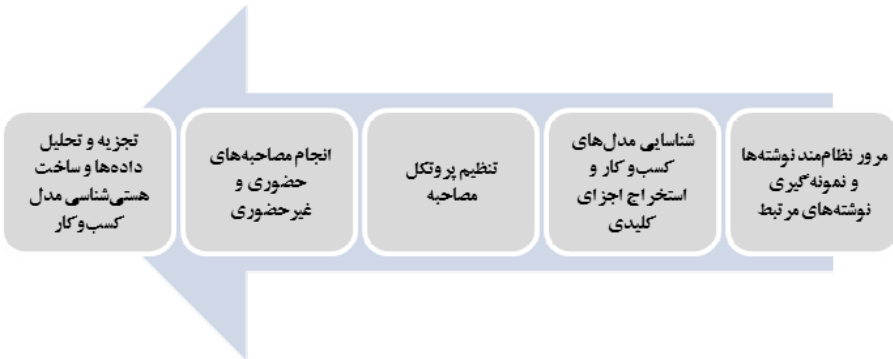 مرور نظام‌مند نوشته‌ها
و نمونه‌گیری
نوشته‌های مرتبط
شناسایی مدل‌های
کسب‌و‌کار و
استخراج اجزای
کلیدی
تنظیم پروتکل
مصاحبه
انجام مصاحبه‌های
حضوری و
غیرحضوری
تجزیه و تحلیل
داده‌ها و ساخت
هستی‌شناسی مدل
کسب‌وکار